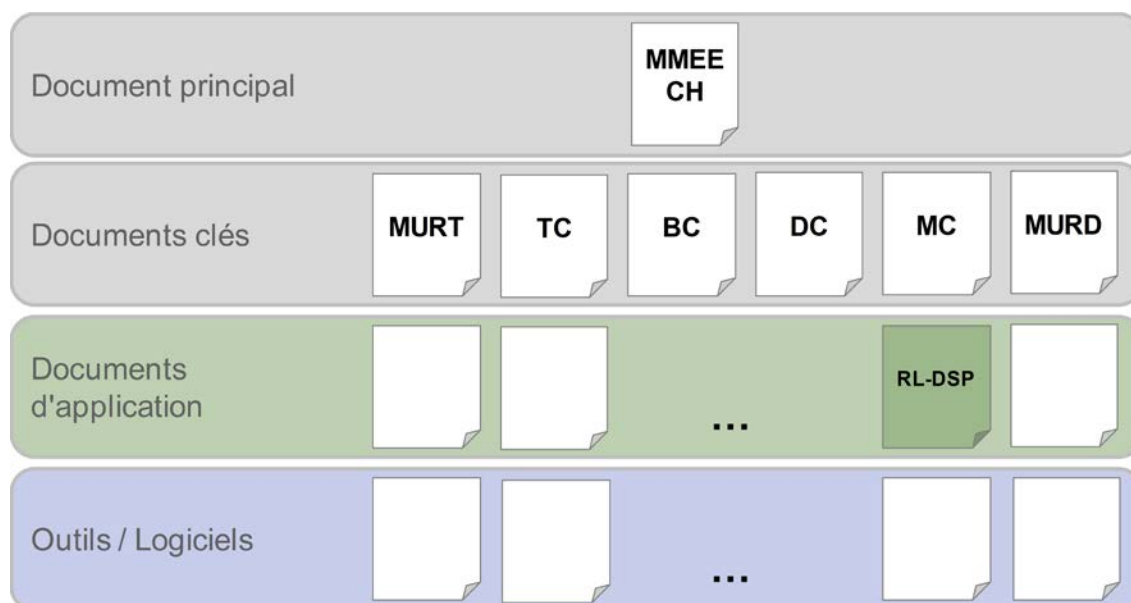 Document principal
MMEE
CH
Documents clés
MURT
TC
BC
DC
MC
MURD
Documents
d'application
...
RL-DSP
Outils / Logiciels
...